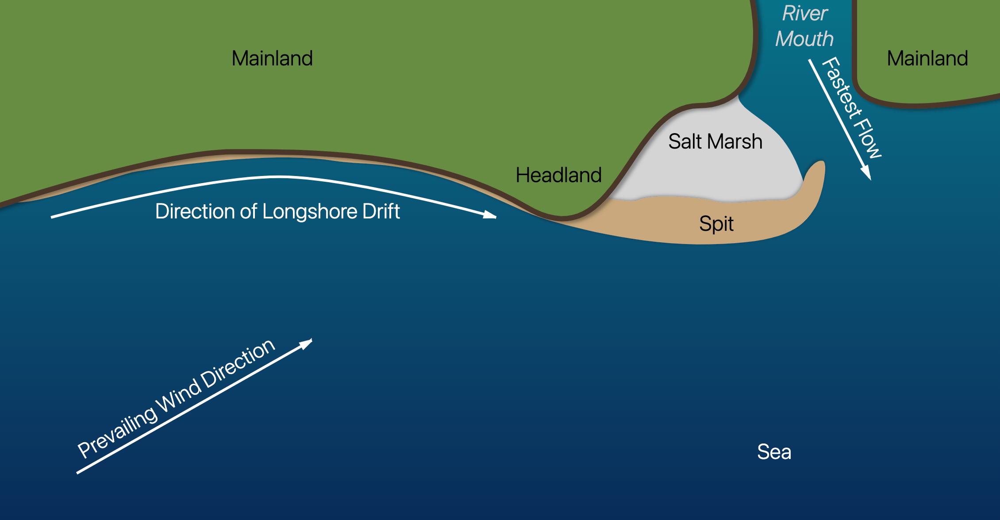 River
Mouth
Mainland
Mainland
Fastest Flow
Salt Marsh
Headland
Direction of Longshore Drift
Spit
Prevailing Wind Direction
Sea